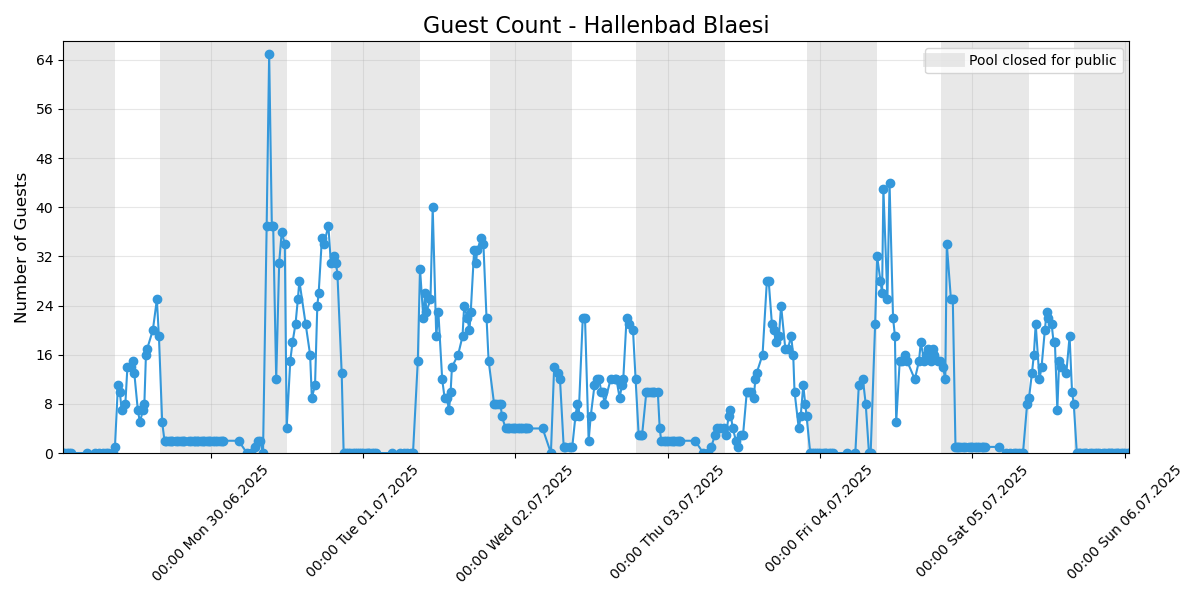 Guest Count - Hallenbad Blaesi
Pool closed for public
Number of Guests
64
56
48
40
32
24
16
8
0
00:00 Mon 30.06.2025
00:00 Tue 01.07.2025
00:00 Wed 02.07.2025
00:00 Thu 03.07.2025
00:00 Fri 04.07.2025
00:00 Sat 05.07.2025
00:00 Sun 06.07.2025